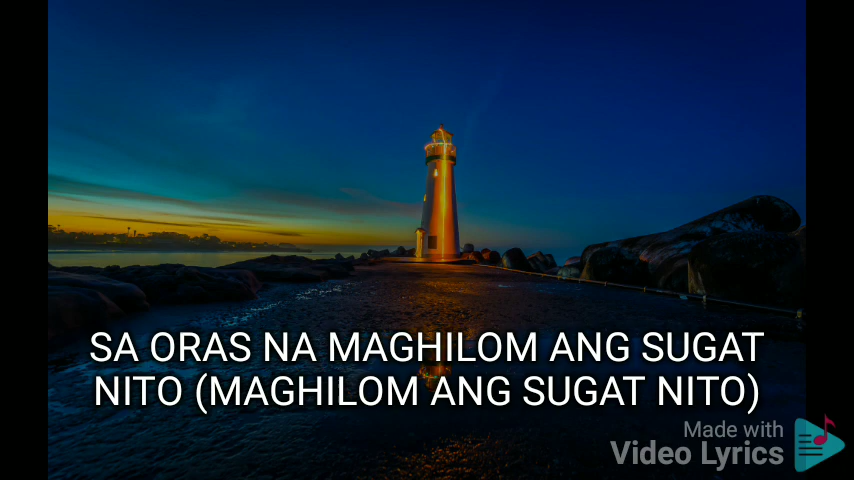 SA ORAS NA MAGHILOM ANG SUGAT
NITO (MAGHILOM ANG SUGAT NITO)
Made with
Video Lyrics